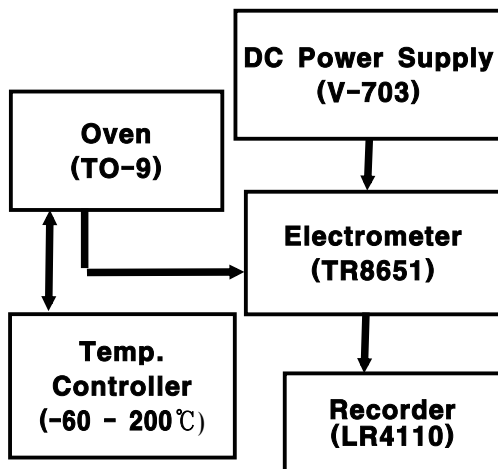 DC Power Supply
(V-703)
Oven
(TO-9)
Electrometer
(TR8651)
Temp.
Controller
(-60 - 200℃)
Recorder
(LR4110)